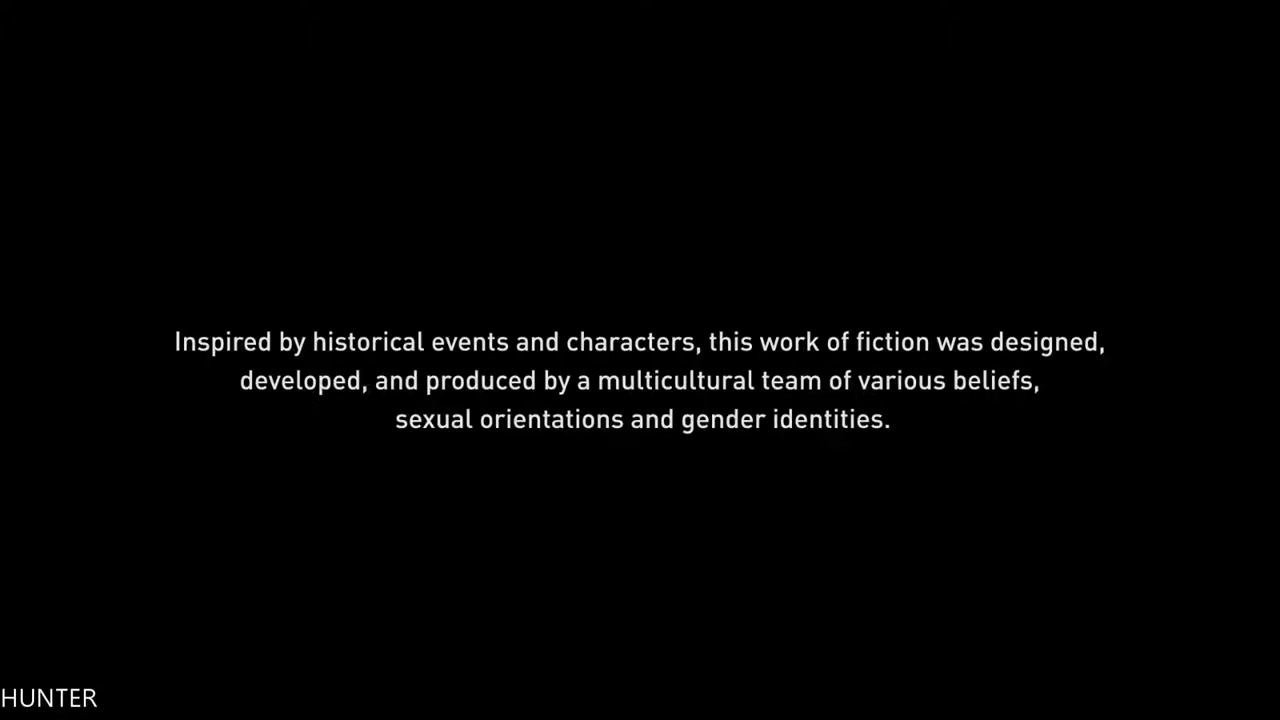 Inspired by historical events and characters, this work of fiction was designed,
developed, and produced by a multicultural team of various beliefs,
sexual orientations and gender identities.
HUNTER